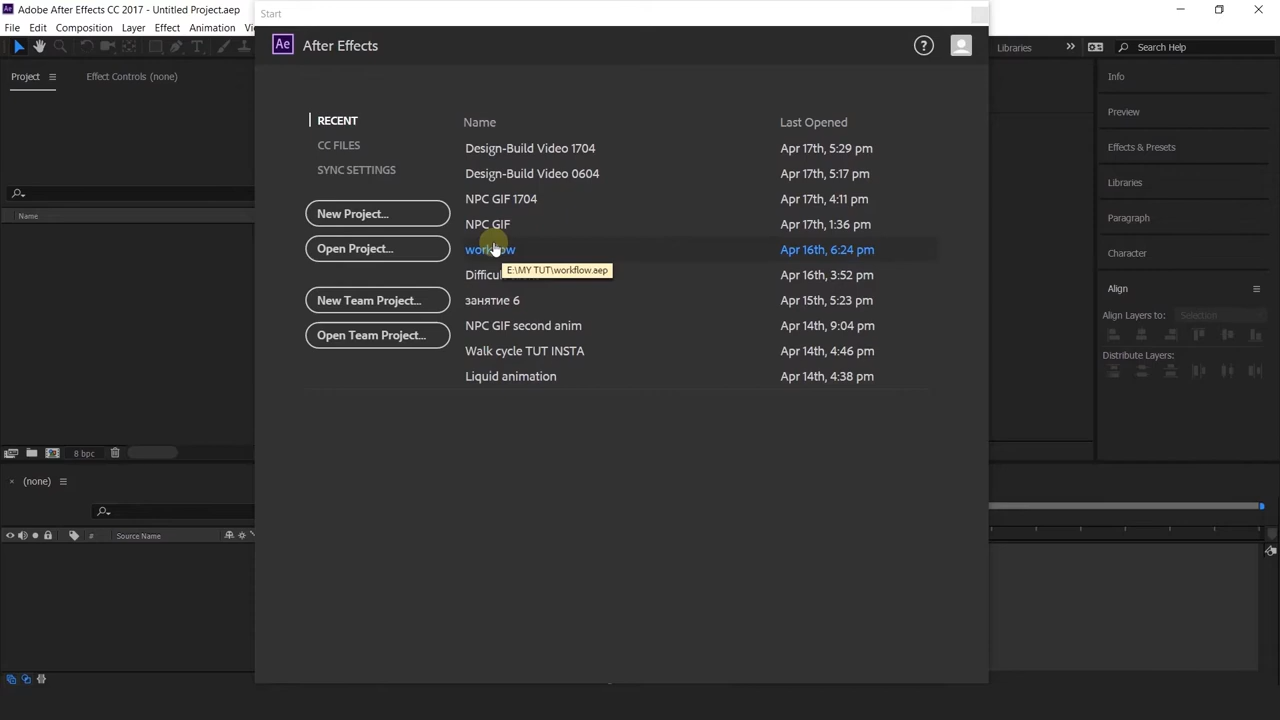 Adobe After Effects CC 2017 - Untitled Project.aep
Start
File Edit Composition Layer Effect Animation
Ae After Effects
?
Libraries
Search Help
Project
Effect Controls (none)
Info
Preview
Effects & Presets
Libraries
Paragraph
Character
Align
Align Layers to: Selection
Distribute Layers:
RECENT
CC FILES
SYNC SETTINGS
New Project...
Open Project...
New Team Project...
Open Team Project...
Name Last Opened
Design-Build Video 1704 Apr 17th, 5:29 pm
Design-Build Video 0604 Apr 17th, 5:17 pm
NPC GIF 1704 Apr 17th, 4:11 pm
NPC GIF Apr 17th, 1:36 pm
workflow Apr 16th, 6:24 pm
E:\MY TUT\workflow.aep
Apr 16th, 3:52 pm
занятие 6 Apr 15th, 5:23 pm
NPC GIF second anim Apr 14th, 9:04 pm
Walk cycle TUT INSTA Apr 14th, 4:46 pm
Liquid animation Apr 14th, 4:38 pm
Name
8 bpc
(none)
# Source Name